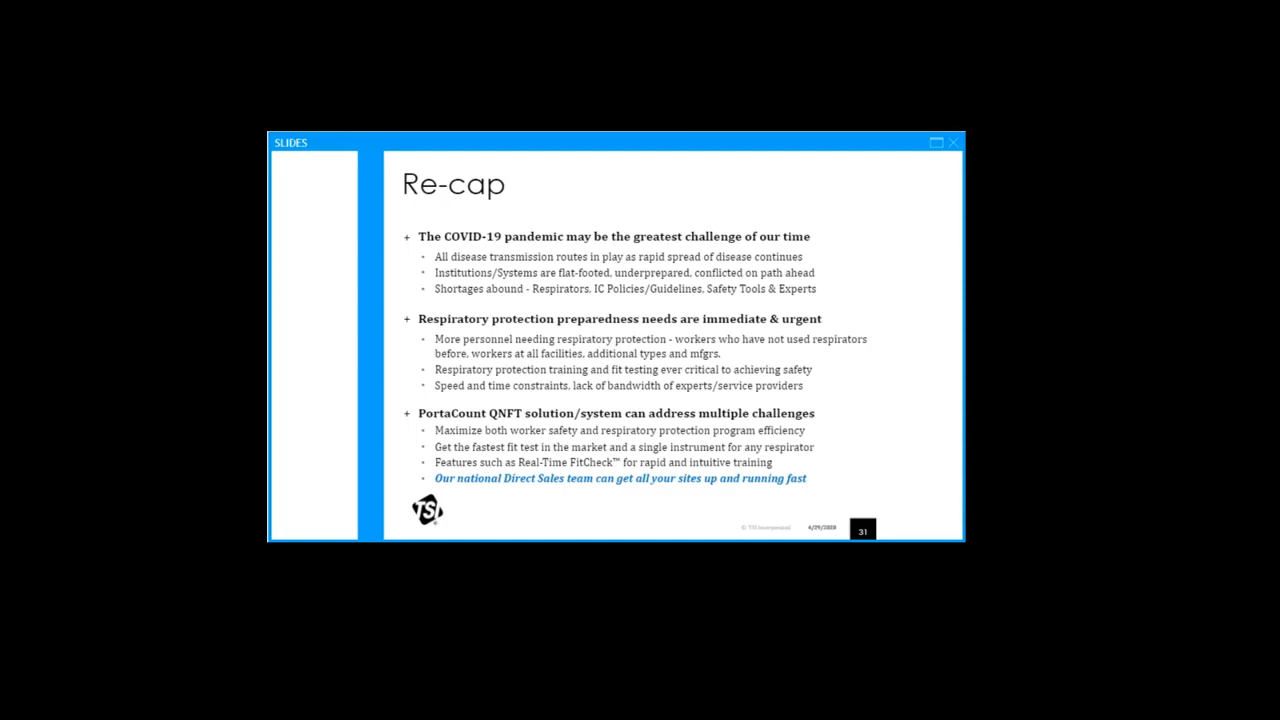 SLIDES
Re-cap
+ The COVID-19 pandemic may be the greatest challenge of our time
• All disease transmission routes in play as rapid spread of disease continues
• Institutions/Systems are flat-footed, underprepared, conflicted on path ahead
• Shortages abound - Respirators, IC Policies/Guidelines, Safety Tools & Experts
+ Respiratory protection preparedness needs are immediate & urgent
• More personnel needing respiratory protection - workers who have not used respirators
before, workers at all facilities, additional types and mfgrs.
• Respiratory protection training and fit testing ever critical to achieving safety
• Speed and time constraints, lack of bandwidth of experts/service providers
+ PortaCount QNFT solution/system can address multiple challenges
• Maximize both worker safety and respiratory protection program efficiency
• Get the fastest fit test in the market and a single instrument for any respirator
• Features such as Real-Time FitCheck™ for rapid and intuitive training
• Our national Direct Sales team can get all your sites up and running fast
TSI
© TSI Incorporated 4/29/2020 31